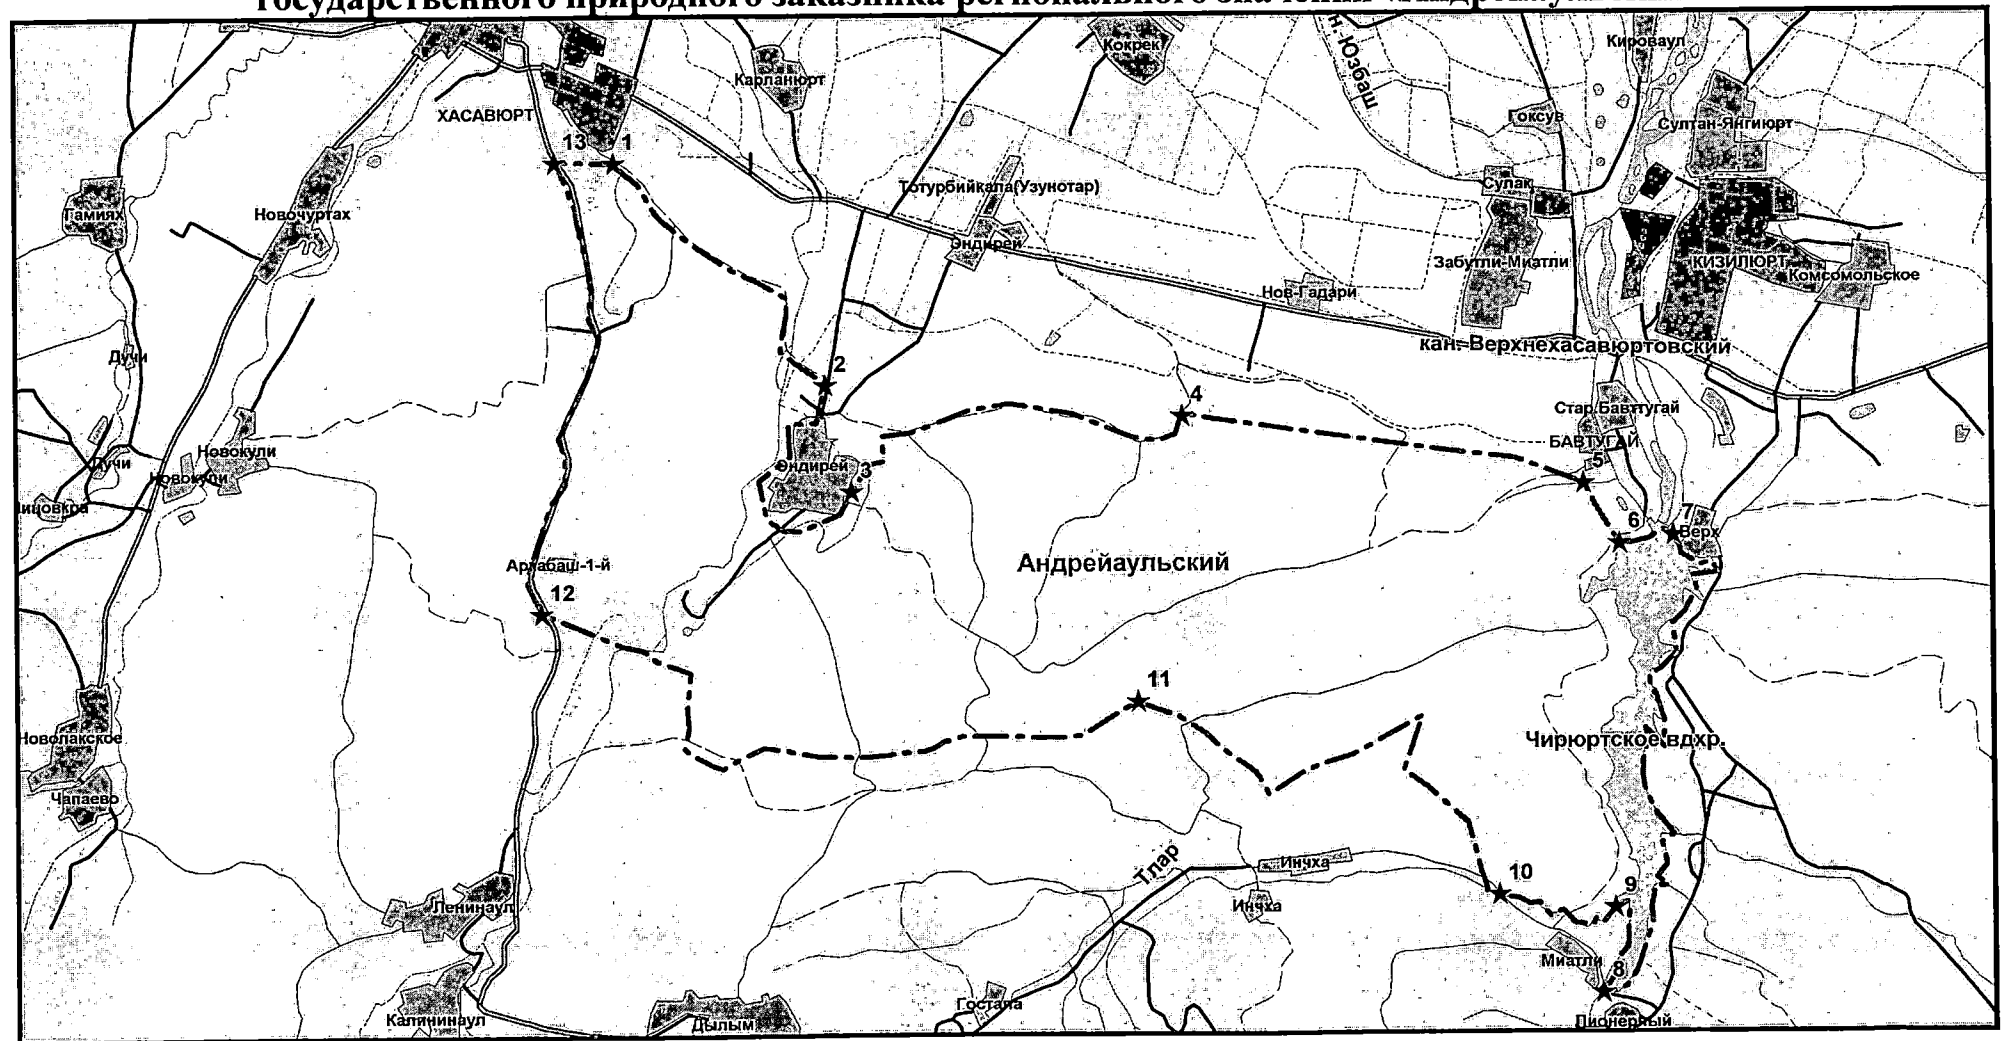 государственного природного заказника регионального значения
Кироваул
Кокрек
н. Юзбаш
Карланюрт
ХАСАВЮРТ
Гоксув
Султан-Янгиюрт
13
1
Тотурбийкала(Узунотар)
Сулак
Гамиях
Новочуртах
Эндирей
Забутли-Миатли
КИЗИЛЮРТ
Комсомольское
Нов-Гадари
кан. Верхнехасавюртовский
Дучи
2
4
Стар.Бавтугай
БАВТУГАЙ
Новокули
Дучи
Эндирей
3
5
Новокули
6
7
Верх
Андрейаульский
Арлабаш-1-й
12
11
Новолакское
Чирюртское вдхр.
Чапаево
Тлар
Инчха
10
9
Ленинаул
Инчха
Миатли
8
Гостала
Калининаул
Дылым
Пионерный